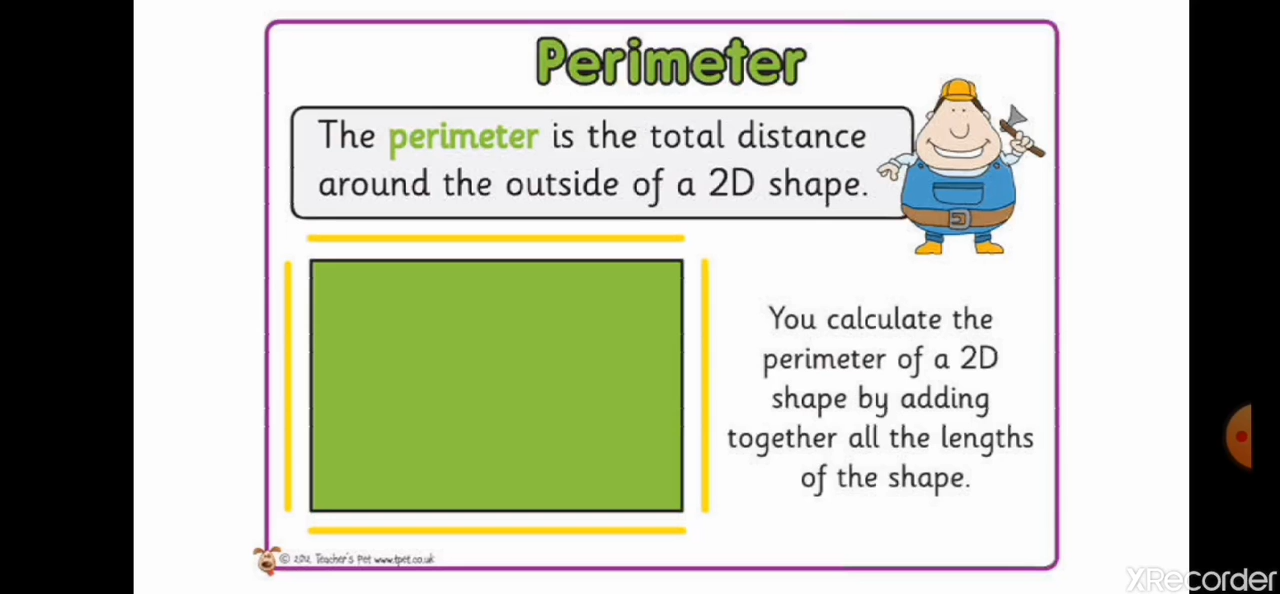 Perimeter
The perimeter is the total distance
around the outside of a 2D shape.
You calculate the
perimeter of a 2D
shape by adding
together all the lengths
of the shape.
© 2012 Teacher's Pet www.tpet.co.uk
XRecorder